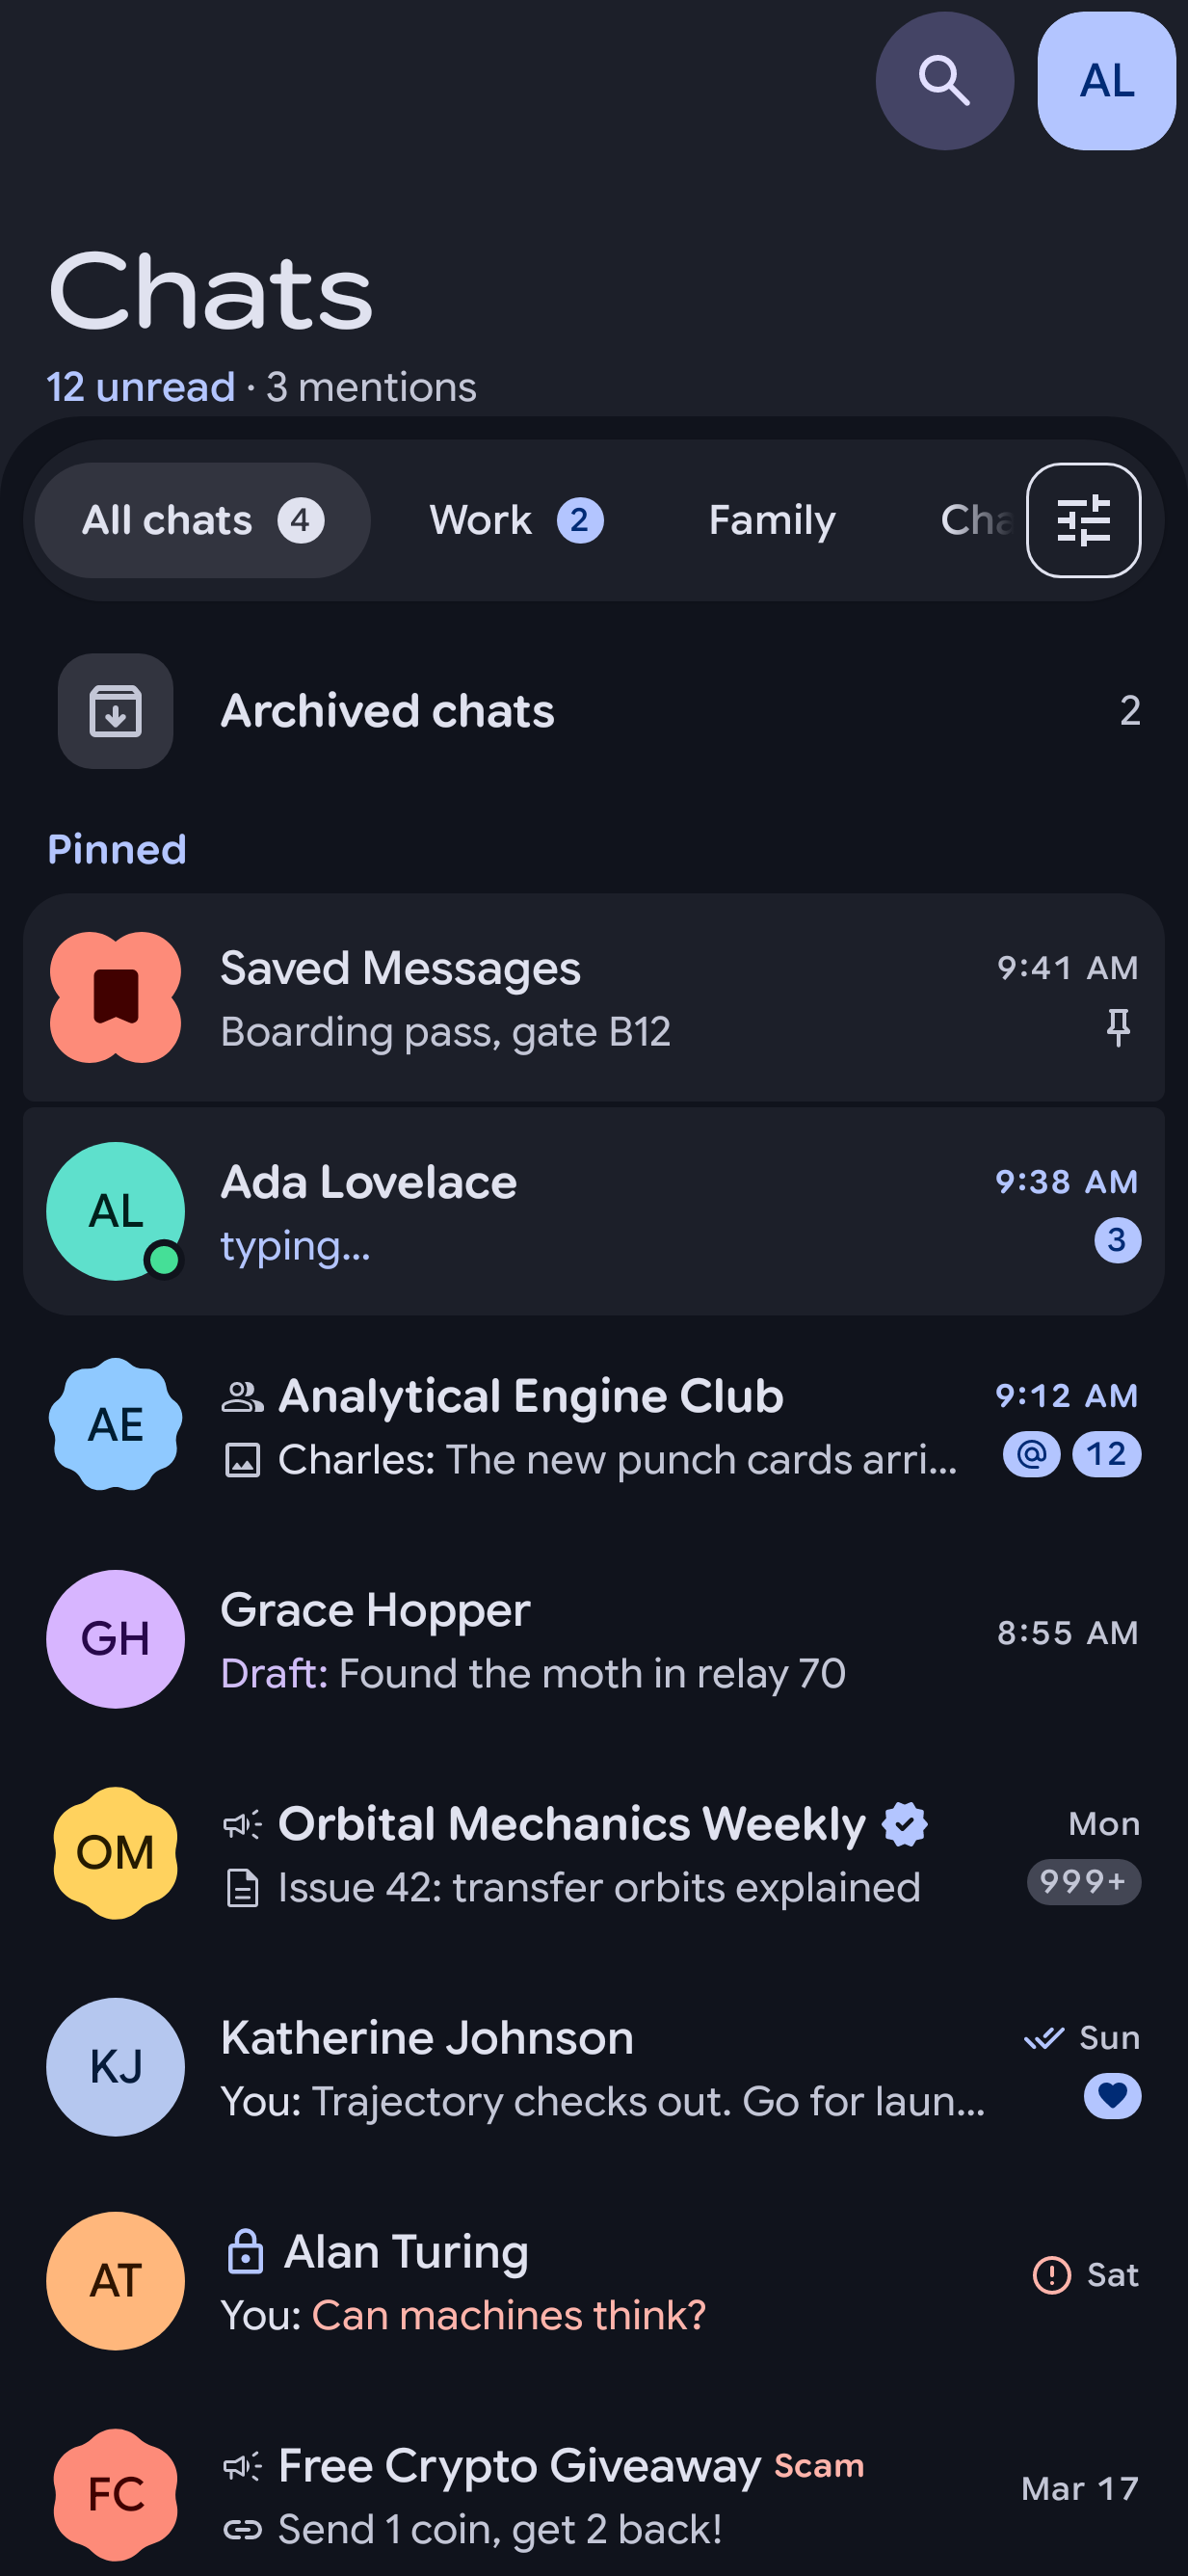 AL
Chats
12 unread · 3 mentions
All chats 4 Work 2 Family Cha
Archived chats 2
Pinned
Saved Messages 9:41 AM
Boarding pass, gate B12
AL Ada Lovelace 9:38 AM
typing... 3
AE Analytical Engine Club 9:12 AM
Charles: The new punch cards arri... @ 12
GH Grace Hopper 8:55 AM
Draft: Found the moth in relay 70
OM Orbital Mechanics Weekly Mon
Issue 42: transfer orbits explained 999+
KJ Katherine Johnson Sun
You: Trajectory checks out. Go for laun...
AT Alan Turing Sat
You: Can machines think?
FC Free Crypto Giveaway Scam Mar 17
Send 1 coin, get 2 back!